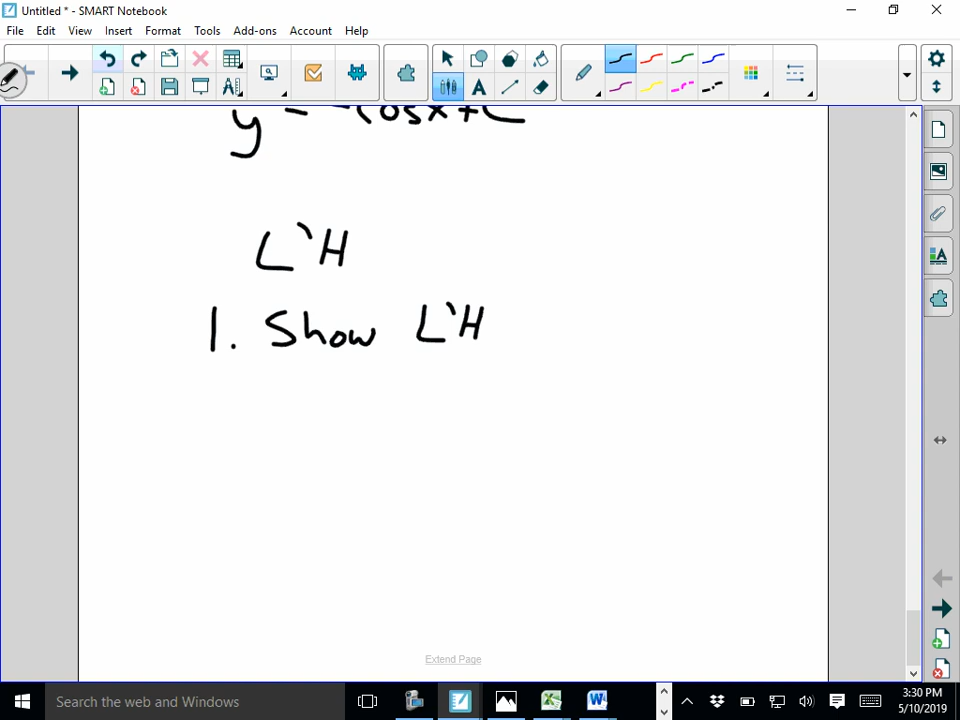 Untitled * - SMART Notebook
File Edit View Insert Format Tools Add-ons Account Help
y = -cosx+C
L`H
1. Show L`H
Extend Page
Search the web and Windows
3:30 PM
5/10/2019